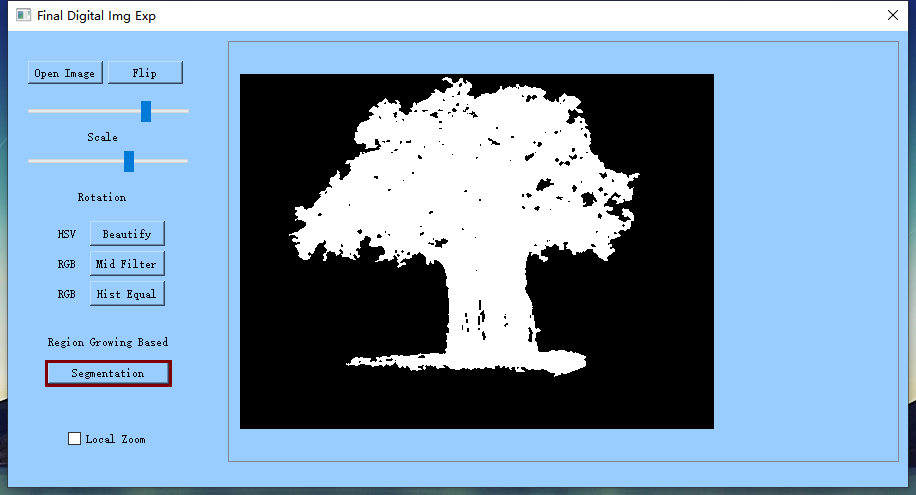 Final Digital Img Exp
Open Image
Flip
Scale
Rotation
HSV
Beautify
RGB
Mid Filter
RGB
Hist Equal
Region Growing Based
Segmentation
Local Zoom